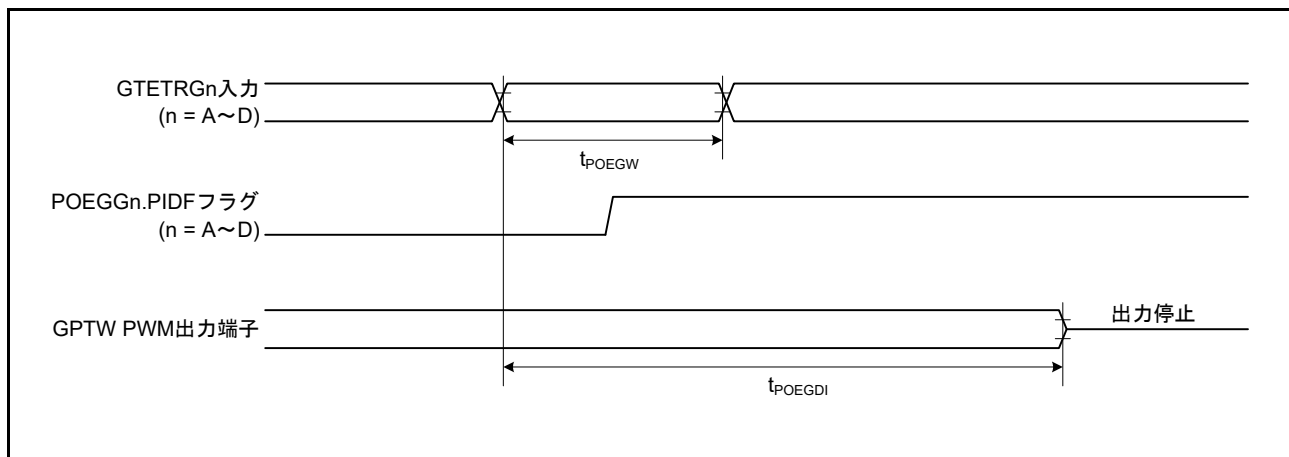 GTETRGn入力
(n = A～D)
tPOEGW
POEGGn.PIDFフラグ
(n = A～D)
GPTW PWM出力端子
出力停止
tPOEGDI